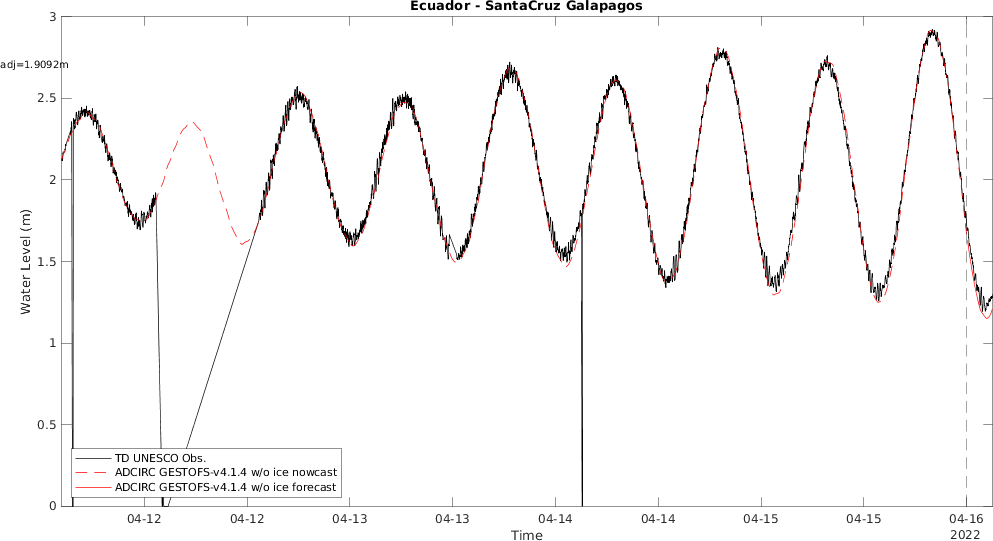 Ecuador - SantaCruz Galapagos
adj=1.9092m
3
2.5
2
1.5
1
0.5
0
Water Level (m)
TD UNESCO Obs.
ADCIRC GESTOFS-v4.1.4 w/o ice nowcast
ADCIRC GESTOFS-v4.1.4 w/o ice forecast
04-12 04-12 04-13 04-13 04-14 04-14 04-15 04-15 04-16
2022
Time